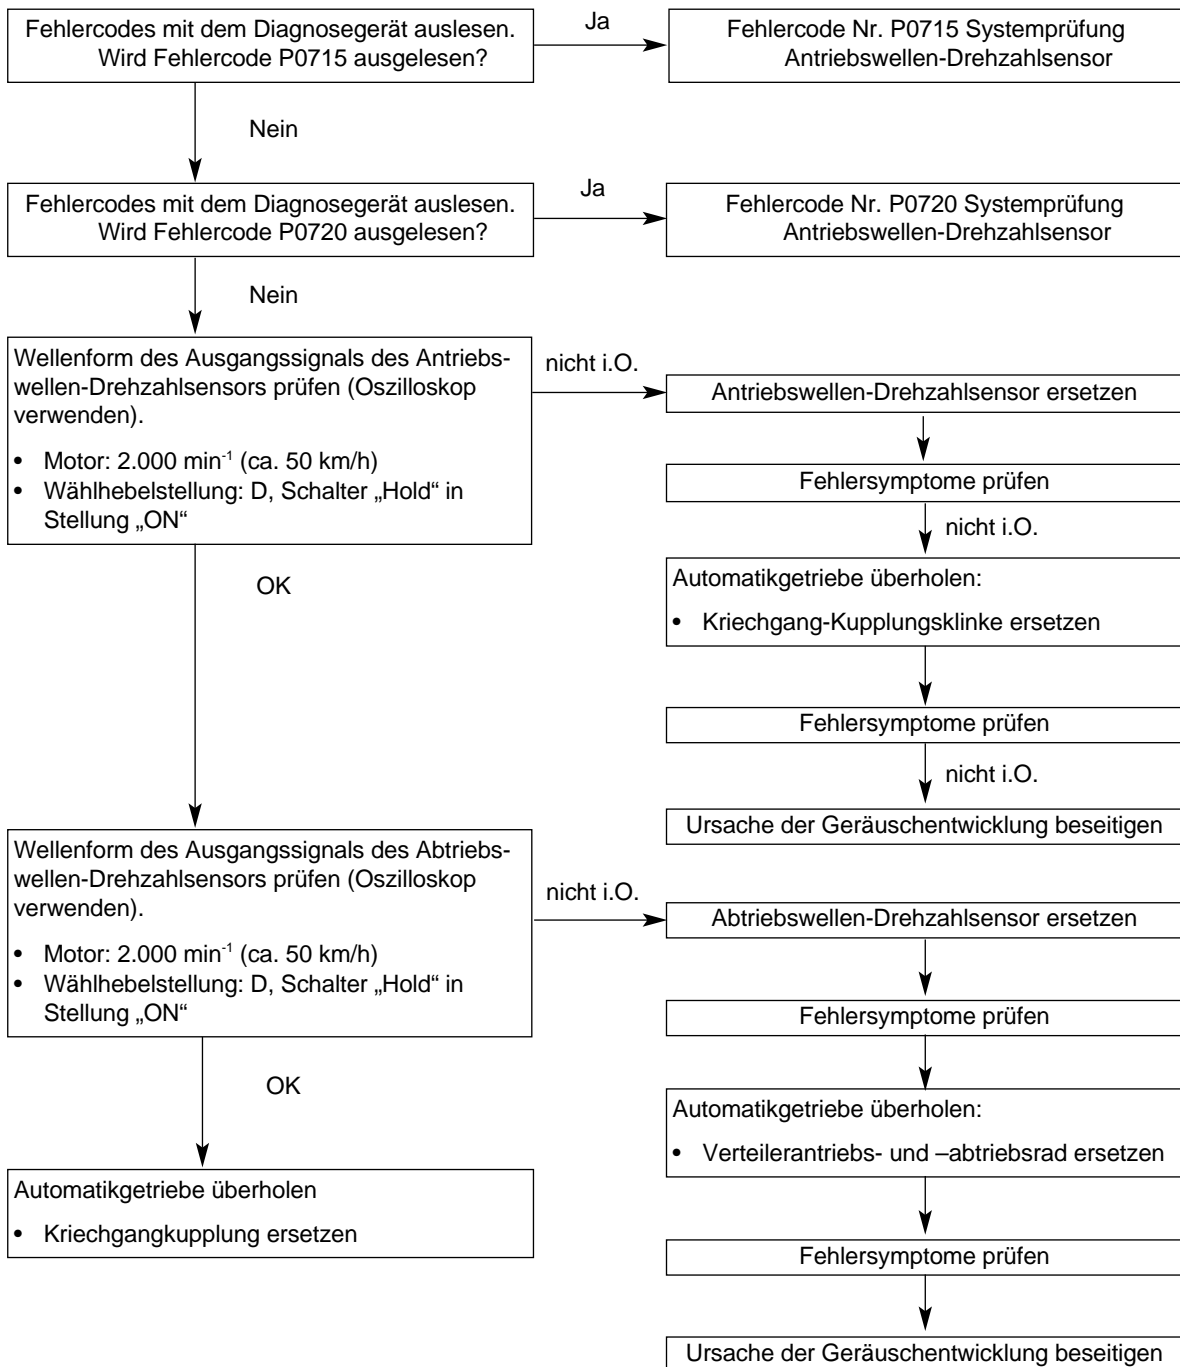 Fehlercodes mit dem Diagnosegerät auslesen.
Wird Fehlercode P0715 ausgelesen?
Ja
Fehlercode Nr. P0715 Systemprüfung
Antriebswellen-Drehzahlsensor
Nein
Fehlercodes mit dem Diagnosegerät auslesen.
Wird Fehlercode P0720 ausgelesen?
Ja
Fehlercode Nr. P0720 Systemprüfung
Antriebswellen-Drehzahlsensor
Nein
Wellenform des Ausgangssignals des Antriebs-
wellen-Drehzahlsensors prüfen (Oszilloskop
verwenden).
• Motor: 2.000 min⁻¹ (ca. 50 km/h)
• Wählhebelstellung: D, Schalter „Hold“ in
Stellung „ON“
nicht i.O.
Antriebswellen-Drehzahlsensor ersetzen
Fehlersymptome prüfen
nicht i.O.
Automatikgetriebe überholen:
• Kriechgang-Kupplungsklinke ersetzen
Fehlersymptome prüfen
nicht i.O.
Ursache der Geräuschentwicklung beseitigen
OK
Wellenform des Ausgangssignals des Abtriebs-
wellen-Drehzahlsensors prüfen (Oszilloskop
verwenden).
• Motor: 2.000 min⁻¹ (ca. 50 km/h)
• Wählhebelstellung: D, Schalter „Hold“ in
Stellung „ON“
nicht i.O.
Abtriebswellen-Drehzahlsensor ersetzen
Fehlersymptome prüfen
Automatikgetriebe überholen:
• Verteilerantriebs- und –abtriebsrad ersetzen
Fehlersymptome prüfen
Ursache der Geräuschentwicklung beseitigen
OK
Automatikgetriebe überholen
• Kriechgangkupplung ersetzen